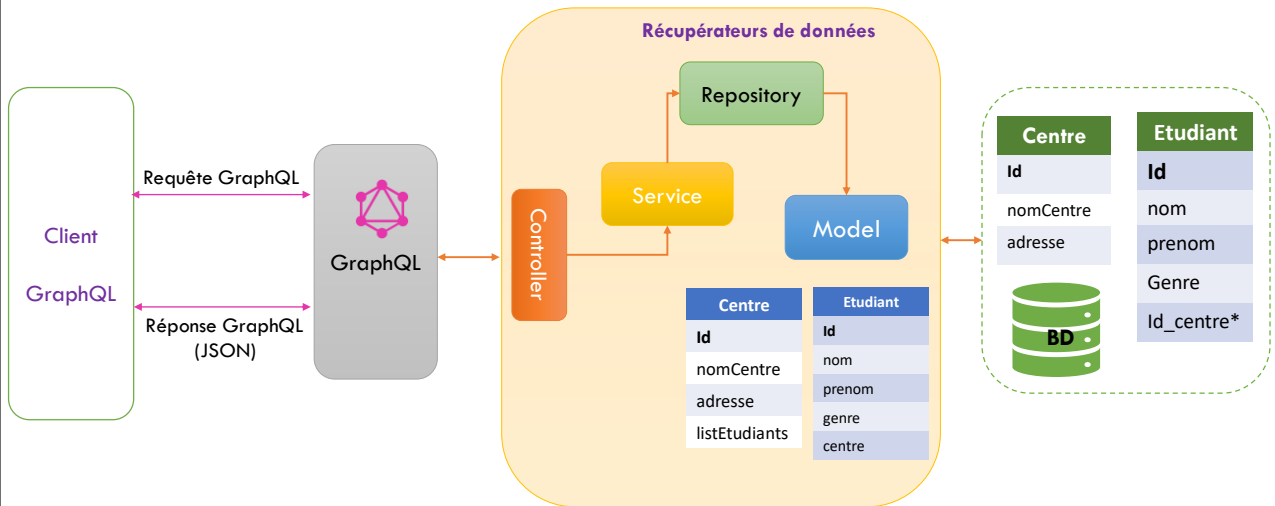 Récupérateurs de données
Client
GraphQL
Requête GraphQL
Réponse GraphQL
(JSON)
GraphQL
Controller
Service
Repository
Model
Centre
Id
nomCentre
adresse
listEtudiants
Etudiant
Id
nom
prenom
genre
centre
Centre
Id
nomCentre
adresse
BD
Etudiant
Id
nom
prenom
Genre
Id_centre*